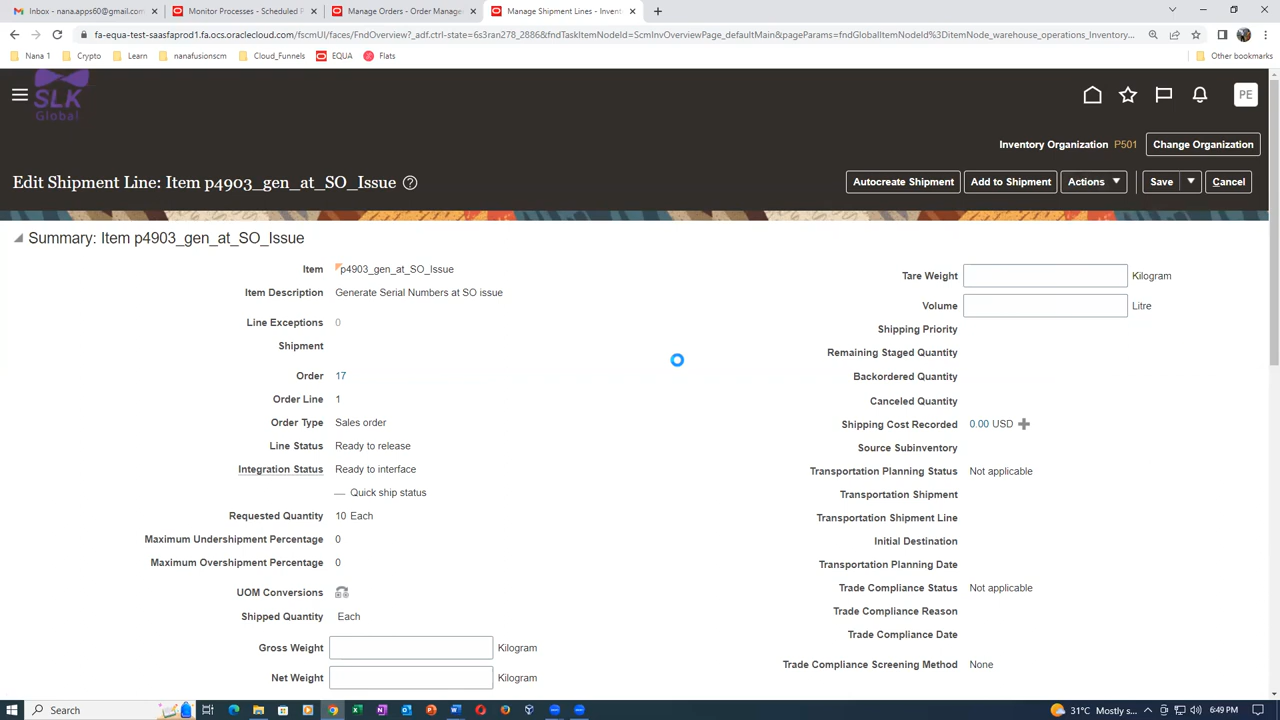 Inbox - nana.apps60@gmail.com
Monitor Processes - Scheduled P
Manage Orders - Order Manage
Manage Shipment Lines - Invent
fa-equa-test-saasfaprod1.fa.ocs.oraclecloud.com/fscmUI/faces/FndOverview?_adf.ctrl-state=6s3ran278_2886&fndTaskItemNodeId=ScmInvOverviewPage_defaultMain&pageParams=fndGlobalItemNodeId%3DitemNode_warehouse_operations_Inventory...
Nana 1 Crypto Learn nanafusionscm Cloud_Functions EQUA Flats Other bookmarks
SLK
Global
PE
Inventory Organization P501 Change Organization
Edit Shipment Line: Item p4903_gen_at_SO_Issue ?
Autocreate Shipment Add to Shipment Actions Save Cancel
Summary: Item p4903_gen_at_SO_Issue
Item p4903_gen_at_SO_Issue
Item Description Generate Serial Numbers at SO issue
Line Exceptions 0
Shipment
Order 17
Order Line 1
Order Type Sales order
Line Status Ready to release
Integration Status Ready to interface
— Quick ship status
Requested Quantity 10 Each
Maximum Undershipment Percentage 0
Maximum Overshipment Percentage 0
UOM Conversions
Shipped Quantity Each
Gross Weight Kilogram
Net Weight Kilogram
Tare Weight Kilogram
Volume Litre
Shipping Priority
Remaining Staged Quantity
Backordered Quantity
Canceled Quantity
Shipping Cost Recorded 0.00 USD
Source Subinventory
Transportation Planning Status Not applicable
Transportation Shipment
Transportation Shipment Line
Initial Destination
Transportation Planning Date
Trade Compliance Status Not applicable
Trade Compliance Reason
Trade Compliance Date
Trade Compliance Screening Method None
Search
31°C Mostly s... 6:49 PM